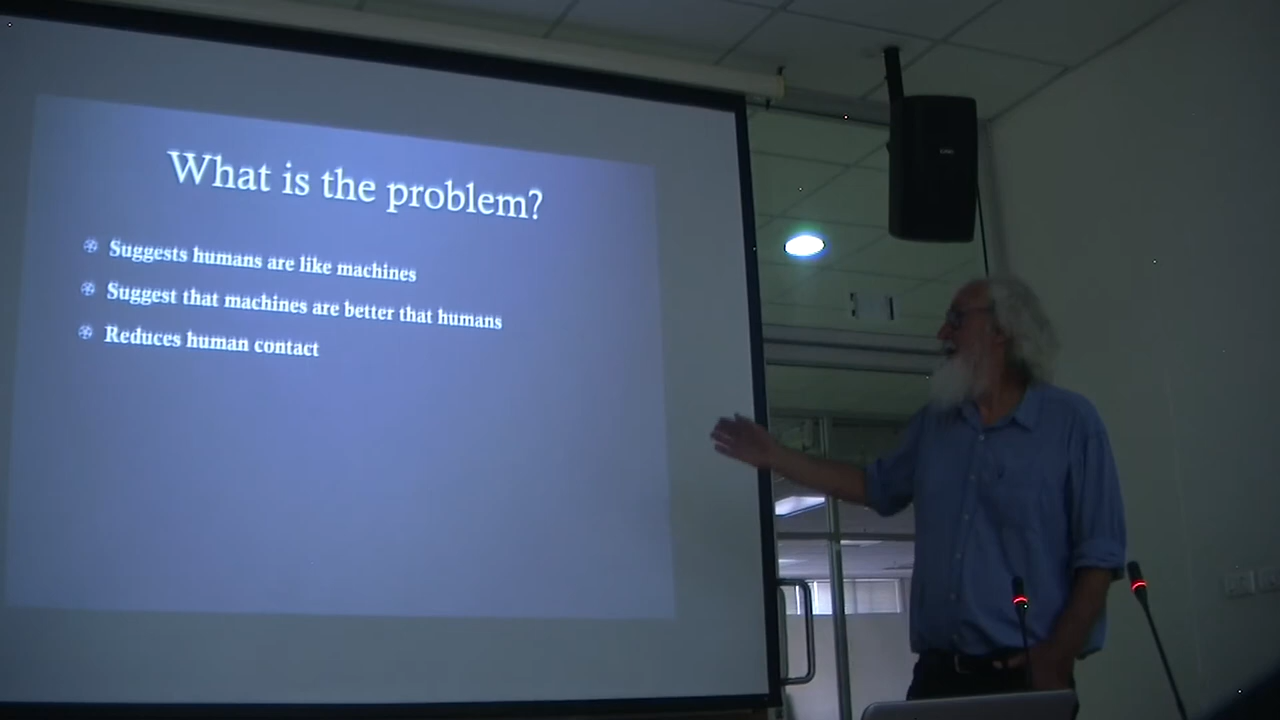 What is the problem?
Suggests humans are like machines
Suggest that machines are better that humans
Reduces human contact